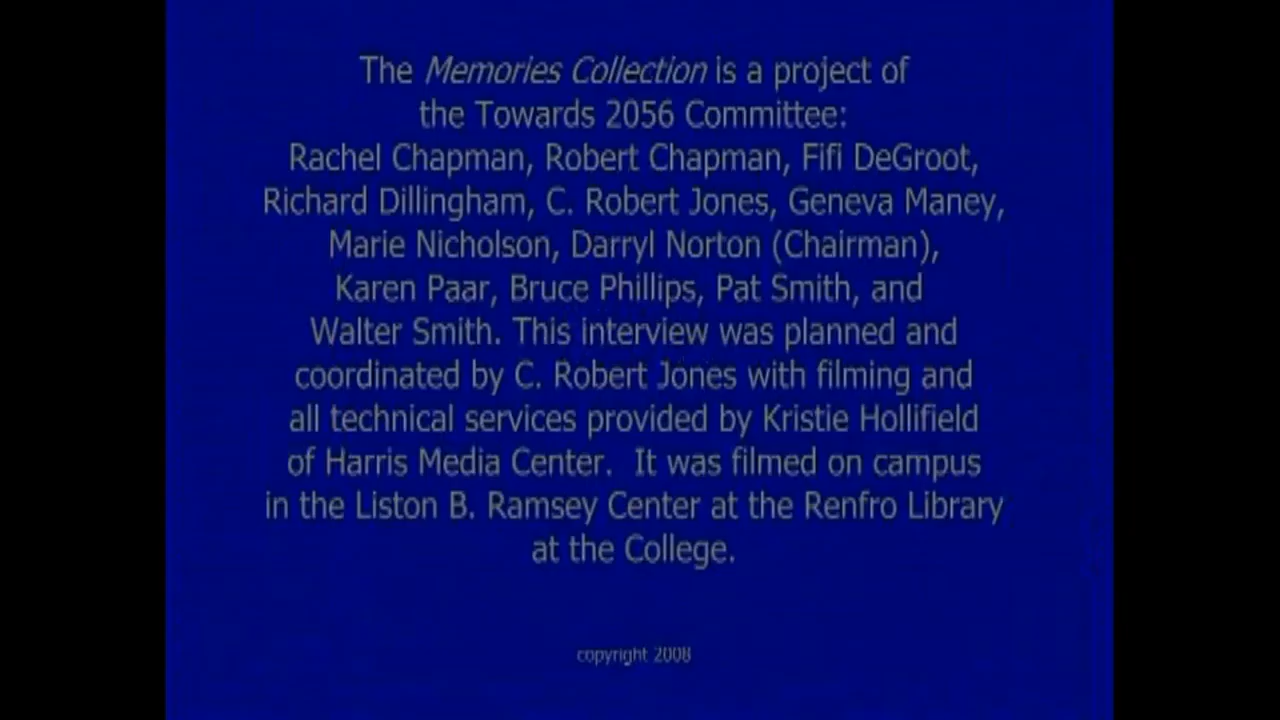 The Memories Collection is a project of
the Towards 2056 Committee:
Rachel Chapman, Robert Chapman, Fifi DeGroot,
Richard Dillingham, C. Robert Jones, Geneva Maney,
Marie Nicholson, Darryl Norton (Chairman),
Karen Paar, Bruce Phillips, Pat Smith, and
Walter Smith. This interview was planned and
coordinated by C. Robert Jones with filming and
all technical services provided by Kristie Hollifield
of Harris Media Center.  It was filmed on campus
in the Liston B. Ramsey Center at the Renfro Library
at the College.
copyright 2008